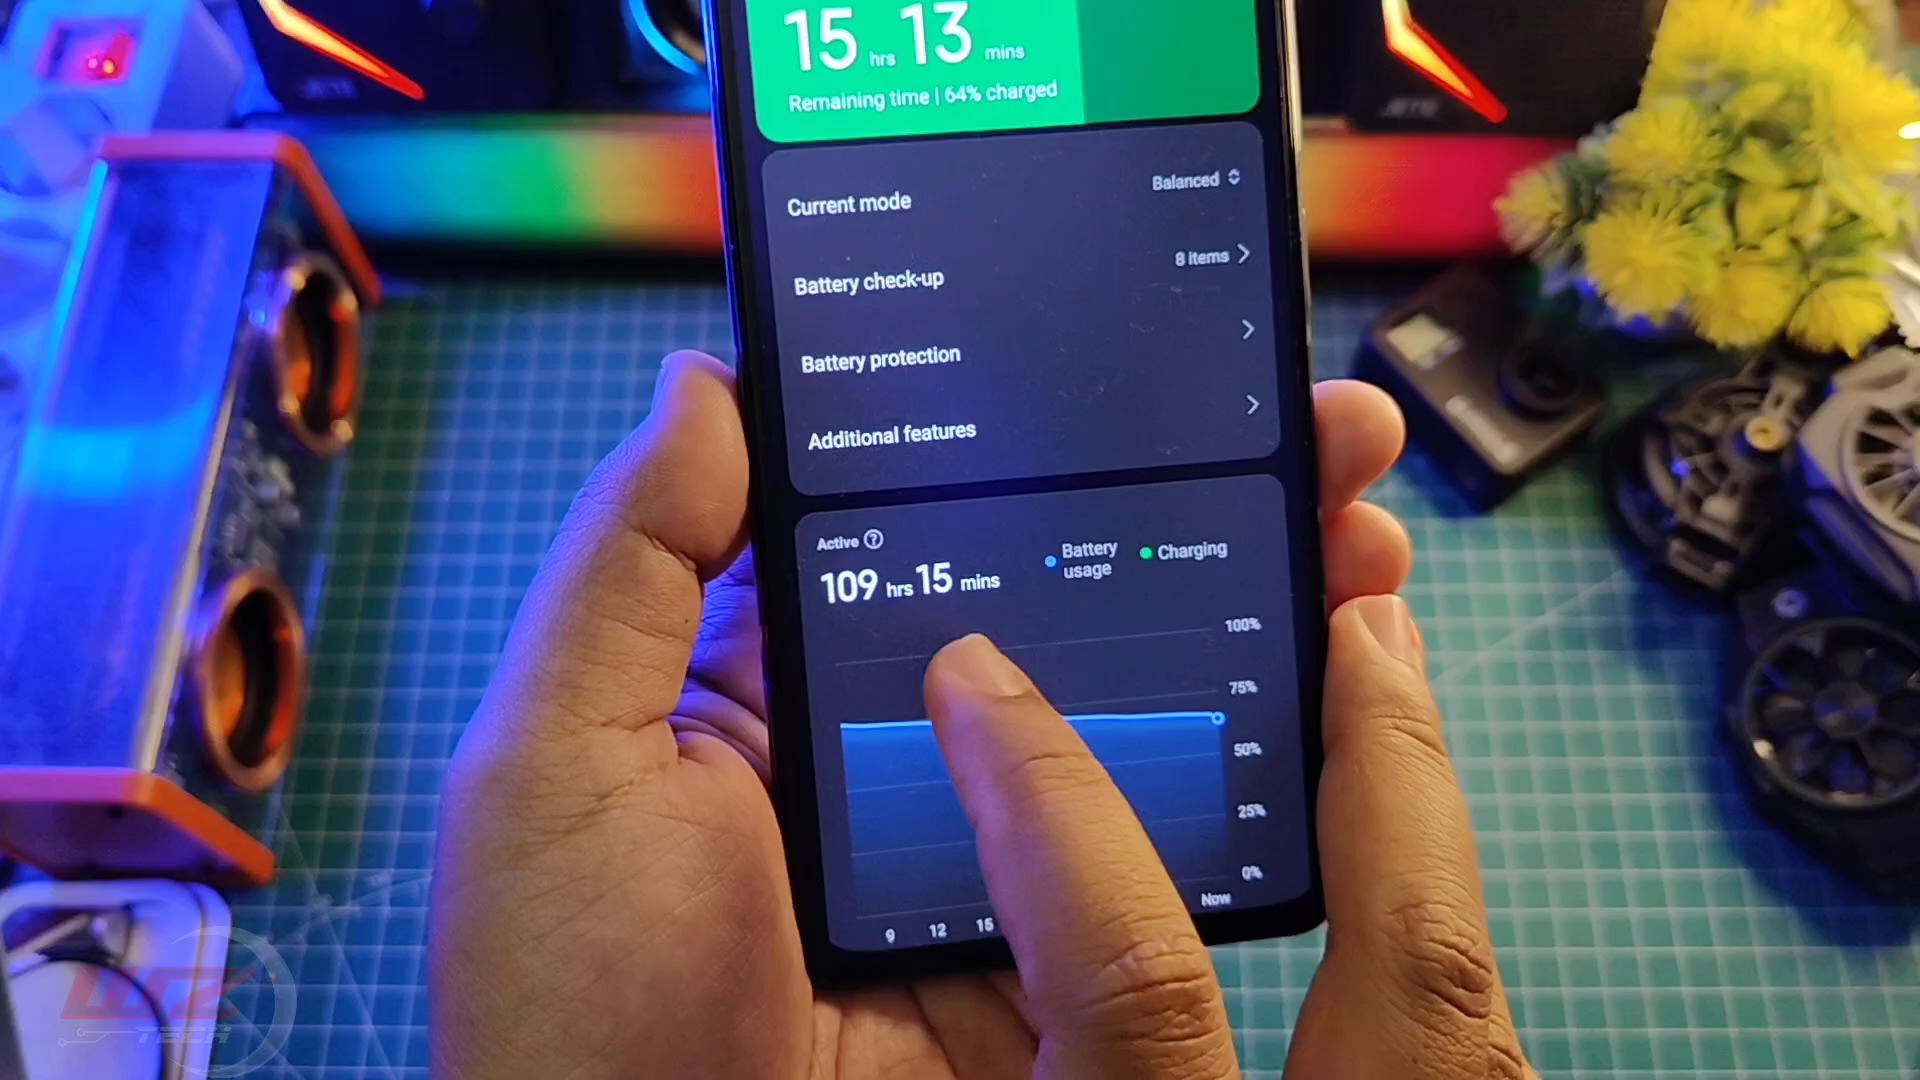 15 hrs 13 mins
Remaining time | 64% charged
Current mode
Balanced
Battery check-up
8 items
Battery protection
Additional features
Active ?
109 hrs 15 mins
Battery usage
Charging
100%
75%
50%
25%
0%
9 12 15
Now
TECH